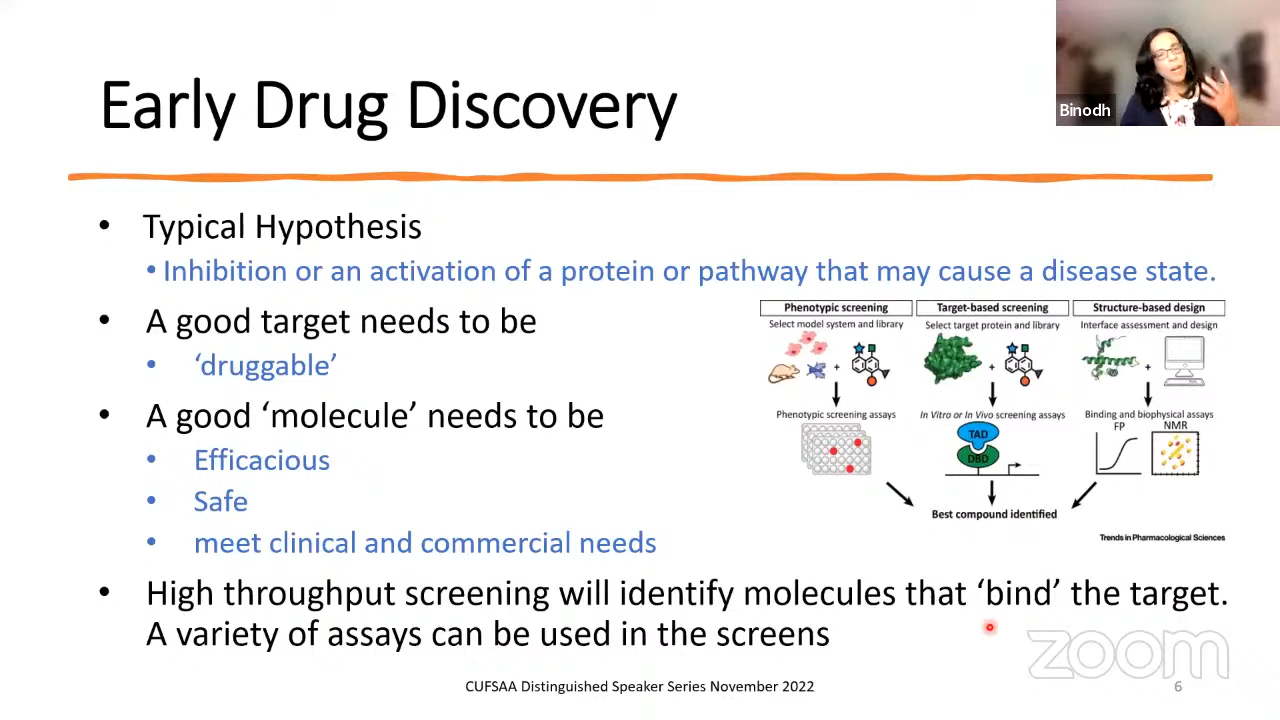 Binodh
Early Drug Discovery
• Typical Hypothesis
• Inhibition or an activation of a protein or pathway that may cause a disease state.
• A good target needs to be
• ‘druggable’
• A good ‘molecule’ needs to be
• Efficacious
• Safe
• meet clinical and commercial needs
Phenotypic screening
Select model system and library
+
Phenotypic screening assays
Target-based screening
Select target protein and library
+
In Vitro or In Vivo screening assays
TAD
DBD
Structure-based design
Interface assessment and design
+
Binding and biophysical assays
FP
NMR
Best compound identified
Trends in Pharmacological Sciences
• High throughput screening will identify molecules that ‘bind’ the target.
A variety of assays can be used in the screens
zoom
CUFSAA Distinguished Speaker Series November 2022
6